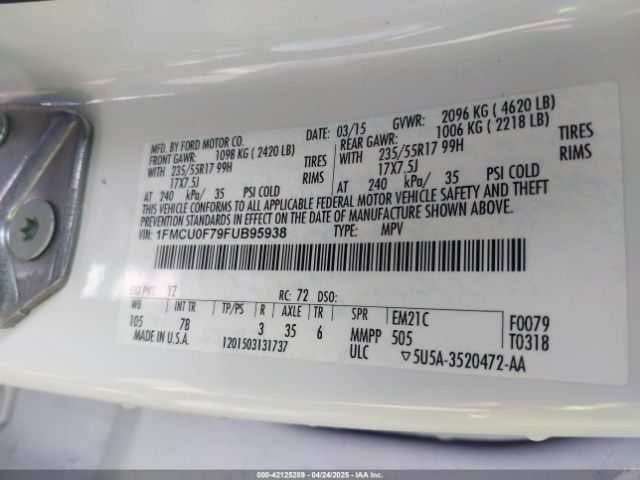 MFD. BY FORD MOTOR CO.
DATE: 03/15 GVWR: 2096 KG ( 4620 LB)
FRONT GAWR: 1098 KG ( 2420 LB) REAR GAWR: 1006 KG ( 2218 LB)
WITH 235/55R17 99H TIRES WITH 235/55R17 99H TIRES
17X7.5J RIMS 17X7.5J RIMS
AT 240 kPa/ 35 PSI COLD AT 240 kPa/ 35 PSI COLD
THIS VEHICLE CONFORMS TO ALL APPLICABLE FEDERAL MOTOR VEHICLE SAFETY AND THEFT
PREVENTION STANDARDS IN EFFECT ON THE DATE OF MANUFACTURE SHOWN ABOVE.
VIN: 1FMCU0F79FUB95938 TYPE: MPV
EXT PNT: YZ RC: 72 DSO:
WB INT TR TP/PS R AXLE TR SPR EM21C F0079
105 7B 3 35 6 MMPP 505 T0318
MADE IN U.S.A. 1201503131737 ULC ▽5U5A-3520472-AA
000-42125289 - 04/24/2025 - IAAI.COM